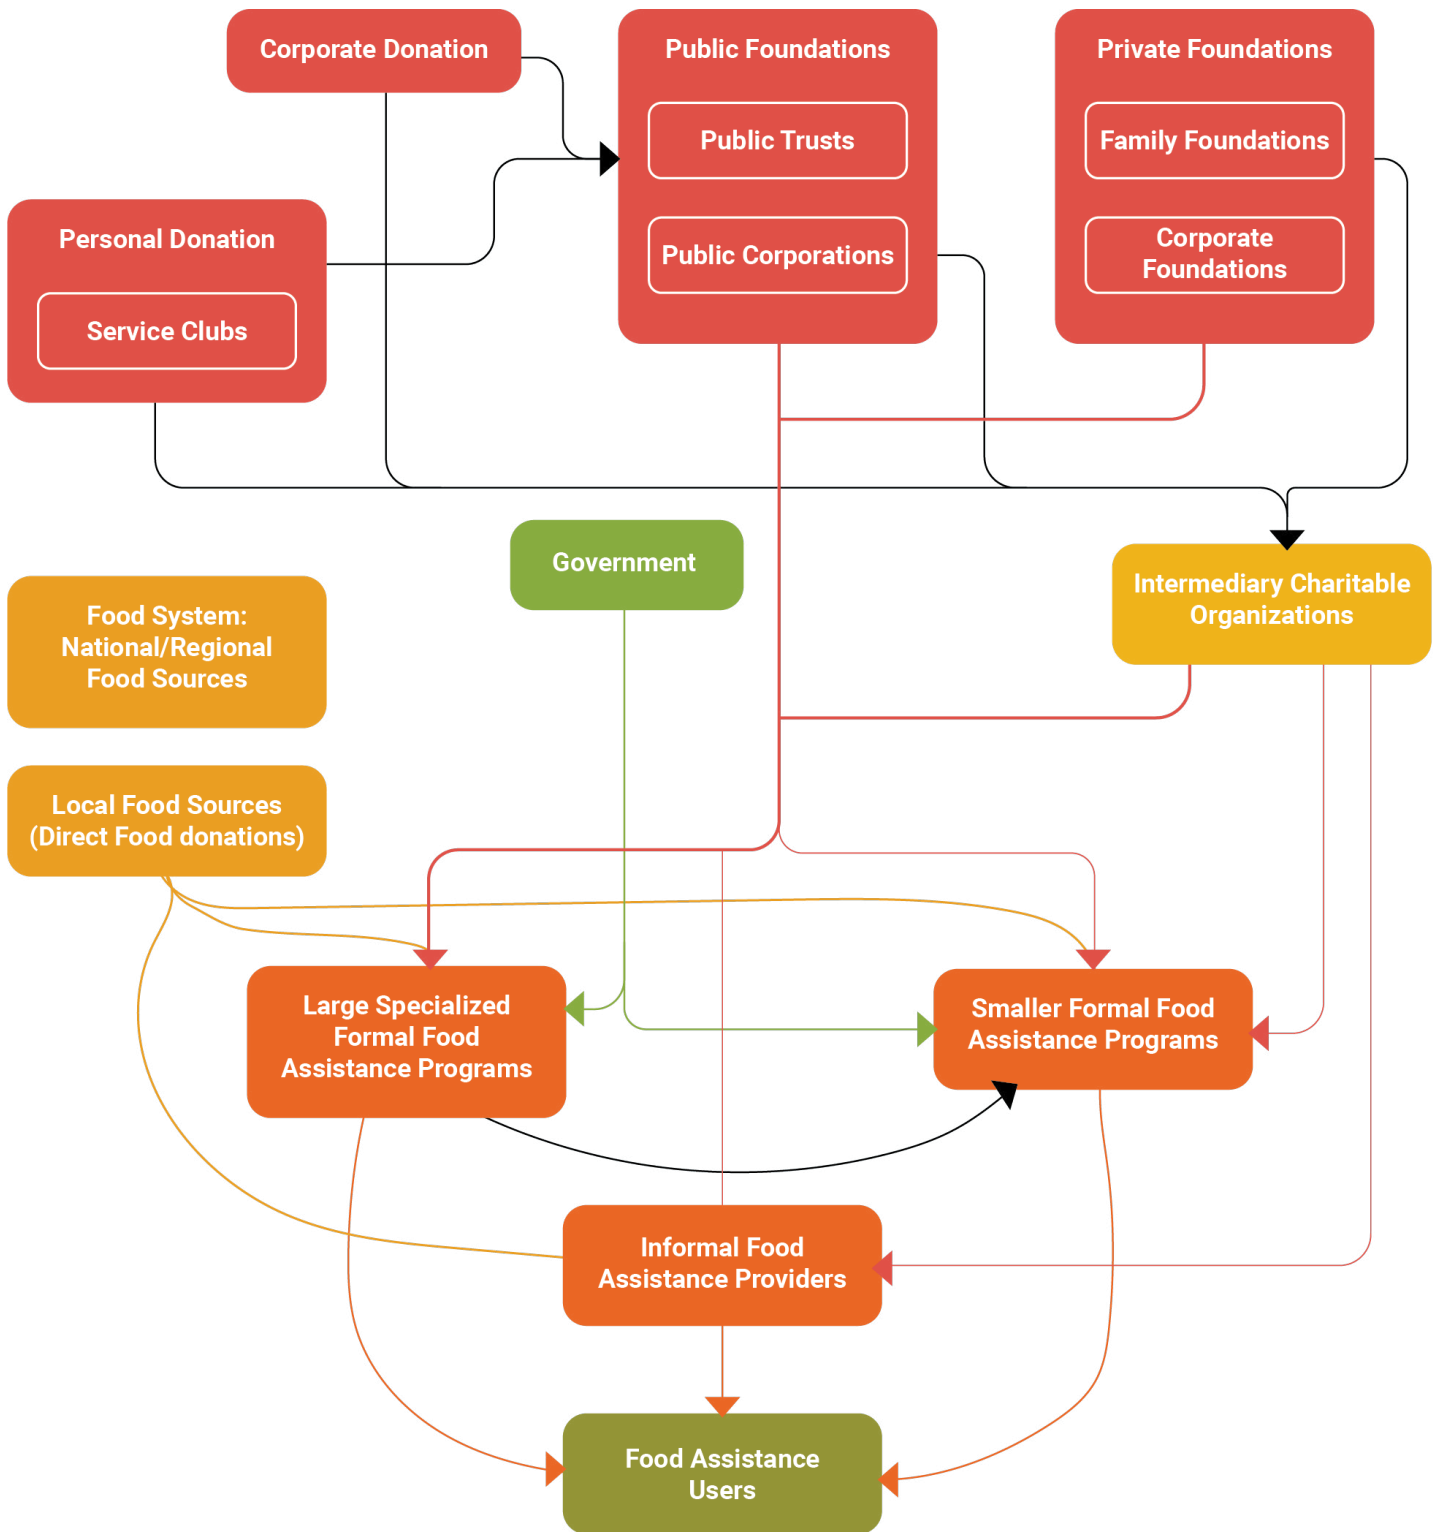 Corporate Donation
Public Foundations
Public Trusts
Public Corporations
Private Foundations
Family Foundations
Corporate
Foundations
Personal Donation
Service Clubs
Government
Intermediary Charitable
Organizations
Food System:
National/Regional
Food Sources
Local Food Sources
(Direct Food donations)
Large Specialized
Formal Food
Assistance Programs
Smaller Formal Food
Assistance Programs
Informal Food
Assistance Providers
Food Assistance
Users